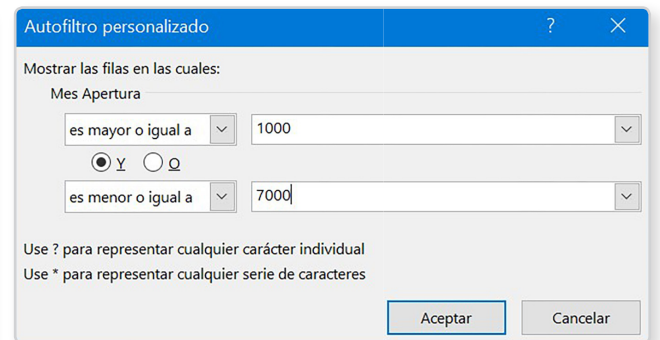 Autofiltro personalizado ? ×
Mostrar las filas en las cuales:
Mes Apertura
es mayor o igual a 1000
Y O
es menor o igual a 7000
Use ? para representar cualquier carácter individual
Use * para representar cualquier serie de caracteres
Aceptar Cancelar